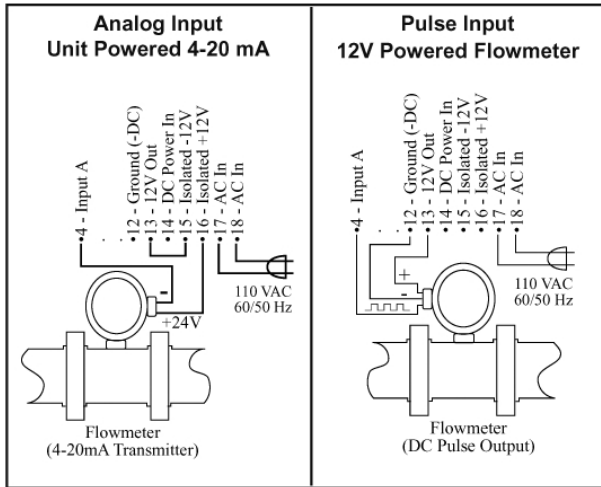 Analog Input
Unit Powered 4-20 mA
4 - Input A
12 - Ground (-DC)
13 - 12V Out
14 - DC Power In
15 - Isolated -12V
16 - Isolated +12V
17 - AC In
18 - AC In
-
+24V
110 VAC
60/50 Hz
Flowmeter
(4-20mA Transmitter)
Pulse Input
12V Powered Flowmeter
4 - Input A
12 - Ground (-DC)
13 - 12V Out
14 - DC Power In
15 - Isolated -12V
16 - Isolated +12V
17 - AC In
18 - AC In
+
-
110 VAC
60/50 Hz
Flowmeter
(DC Pulse Output)